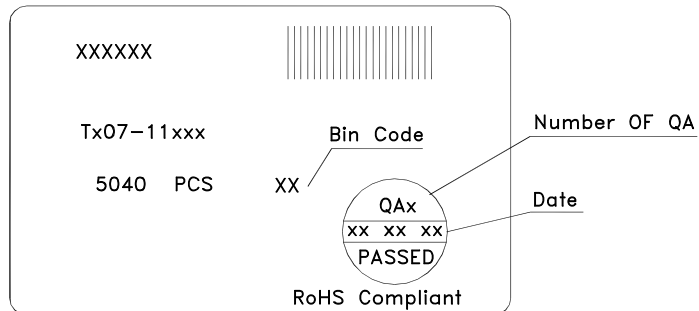 XXXXXX
Tx07-11xxx
Bin Code
Number OF QA
5040 PCS
XX
QAx
Date
xx xx xx
PASSED
RoHS Compliant